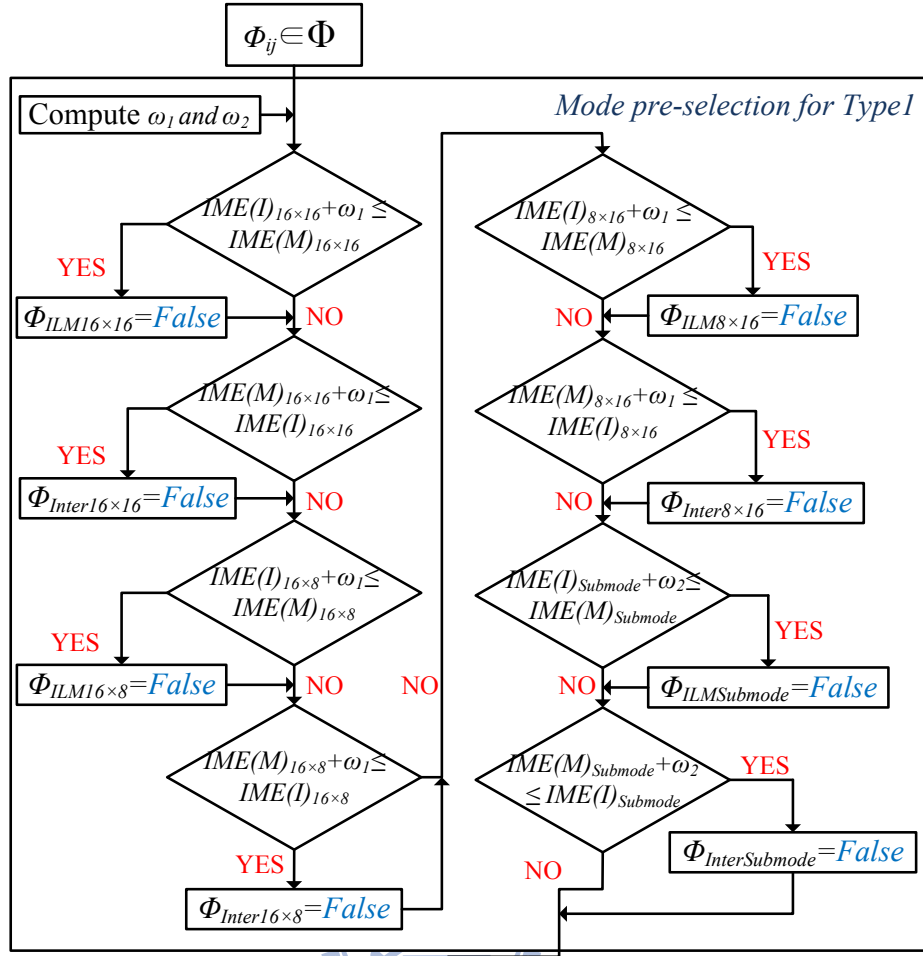 Φij∈Φ
Mode pre-selection for Type1
Compute ω1 and ω2
IME(I)16×16+ω1 ≤
IME(M)16×16
YES
ΦILM16×16=False
NO
IME(M)16×16+ω1≤
IME(I)16×16
YES
ΦInter16×16=False
NO
IME(I)16×8+ω1≤
IME(M)16×8
YES
ΦILM16×8=False
NO
NO
IME(M)16×8+ω1≤
IME(I)16×8
YES
ΦInter16×8=False
IME(I)8×16+ω1≤
IME(M)8×16
YES
NO
ΦILM8×16=False
IME(M)8×16+ω1 ≤
IME(I)8×16
YES
NO
ΦInter8×16=False
IME(I)Submode+ω2≤
IME(M)Submode
YES
NO
ΦILMSubmode=False
IME(M)Submode+ω2
≤ IME(I)Submode
YES
NO
ΦInterSubmode=False